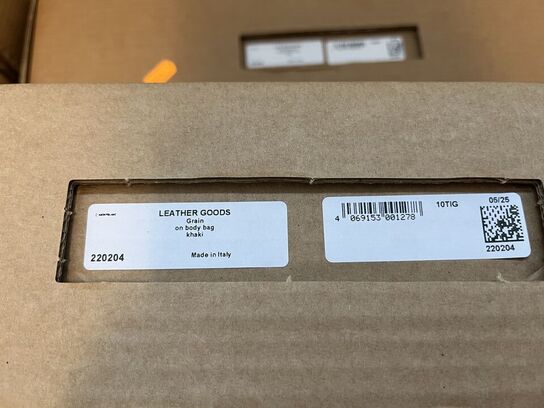 LEATHER GOODS
Grain
on body bag
khaki
220204
Made in Italy
4 069153 001278
10TIG
05/25
220204